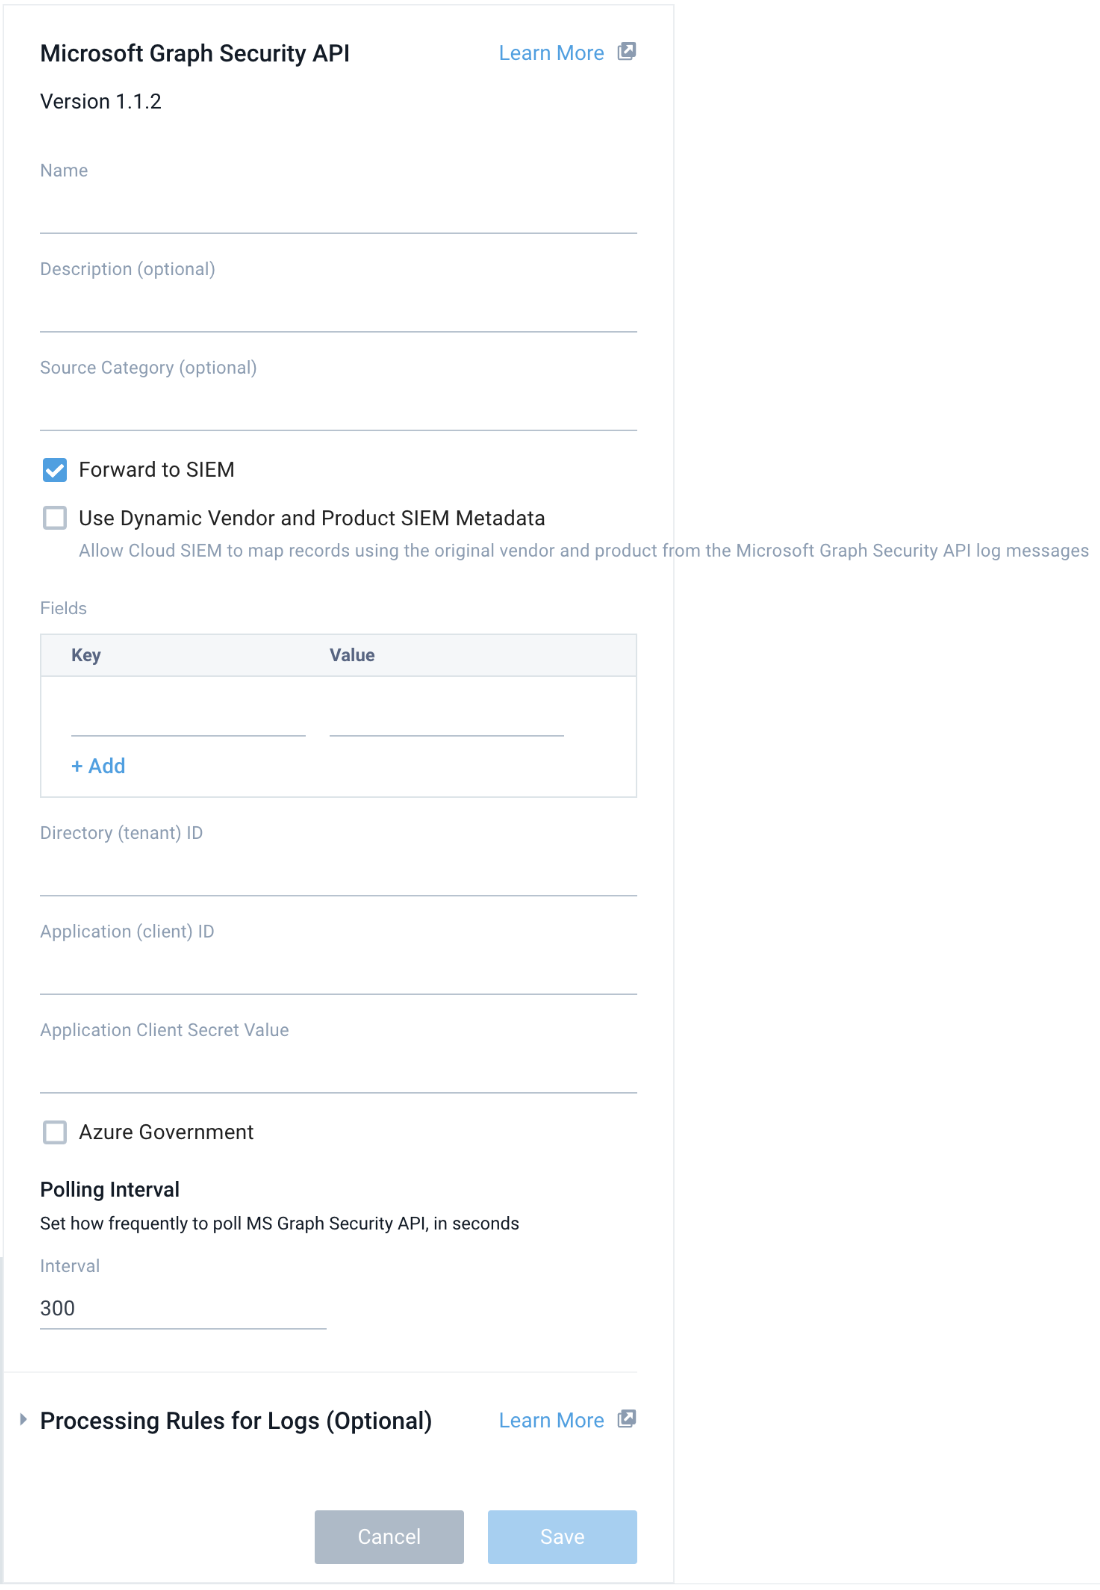 Microsoft Graph Security API Learn More
Version 1.1.2
Name
Description (optional)
Source Category (optional)
Forward to SIEM
Use Dynamic Vendor and Product SIEM Metadata
Allow Cloud SIEM to map records using the original vendor and product from the Microsoft Graph Security API log messages
Fields
Key Value
+ Add
Directory (tenant) ID
Application (client) ID
Application Client Secret Value
Azure Government
Polling Interval
Set how frequently to poll MS Graph Security API, in seconds
Interval
300
Processing Rules for Logs (Optional) Learn More
Cancel Save